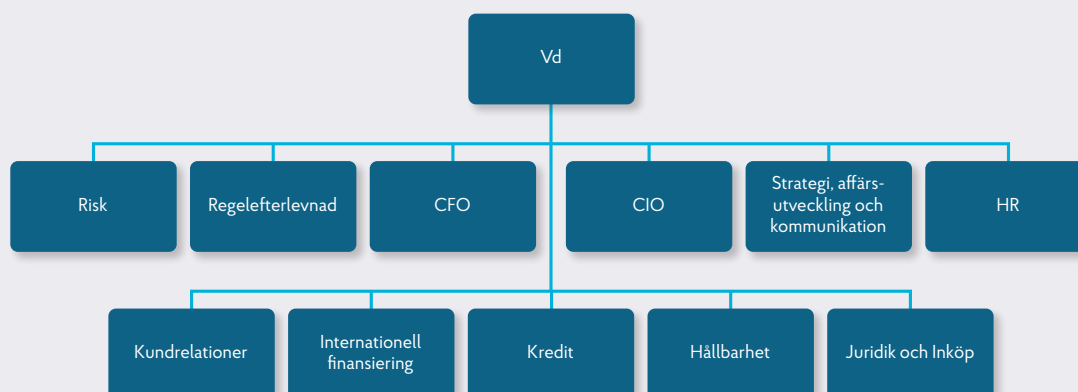 Vd
Risk
Regelefterlevnad
CFO
CIO
Strategi, affärs-
utveckling och
kommunikation
HR
Kundrelationer
Internationell
finansiering
Kredit
Hållbarhet
Juridik och Inköp